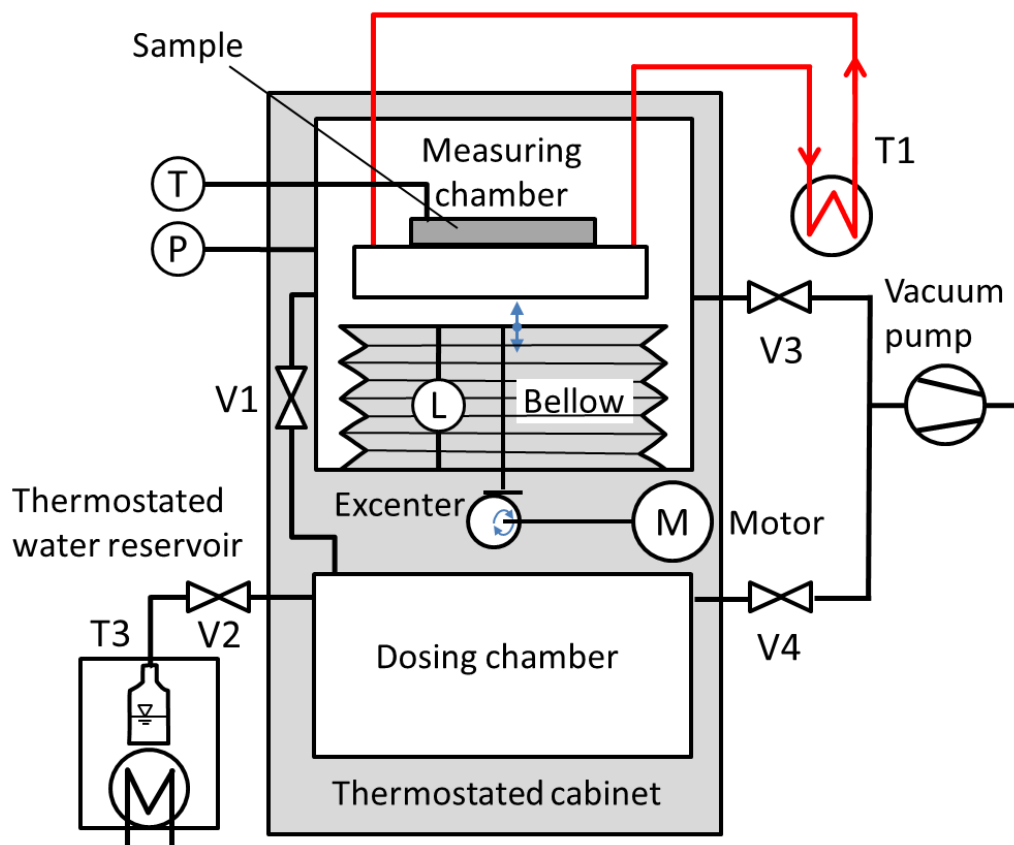 Sample
Measuring
chamber
T1
T
P
Vacuum
pump
V3
V1
L
Bellow
Excenter
M
Motor
Thermostated
water reservoir
V2
T3
Dosing chamber
V4
Thermostated cabinet